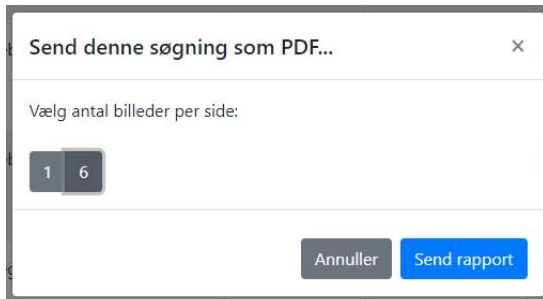 Send denne søgning som PDF...
×
Vælg antal billeder per side:
1 6
Annuller Send rapport